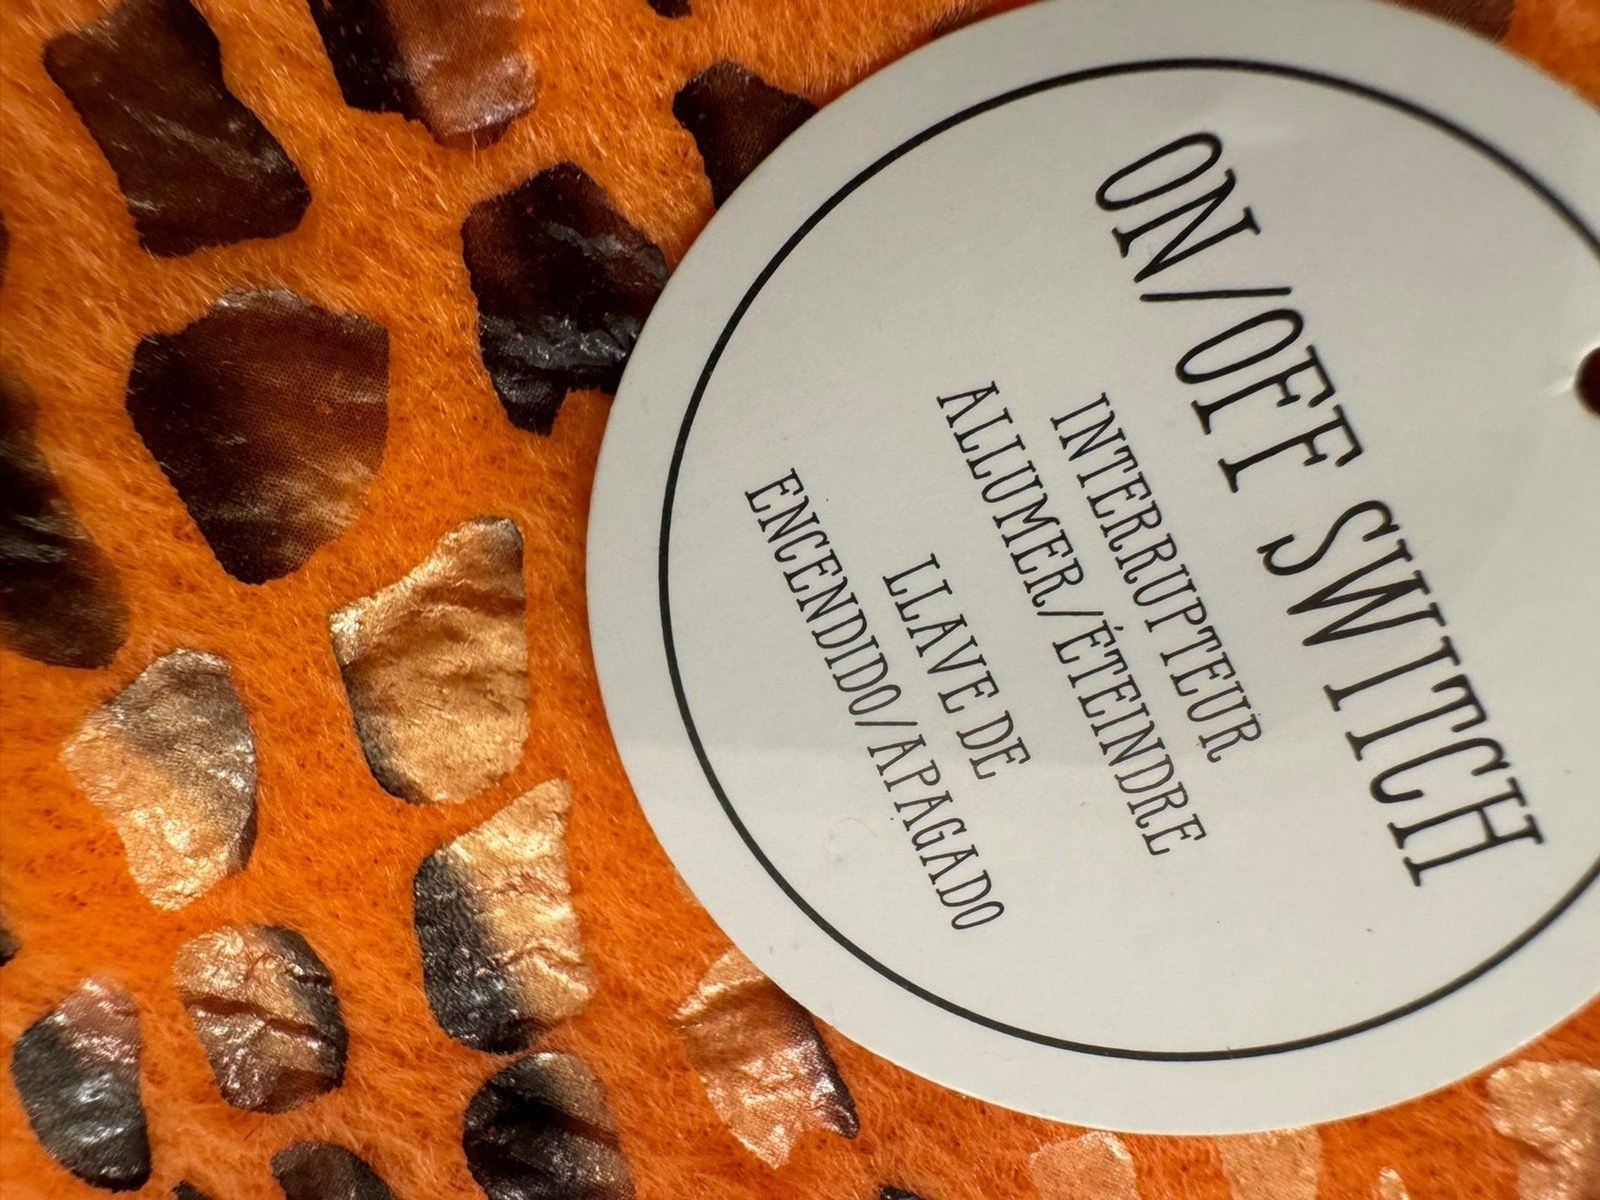 ON/OFF SWITCH
INTERRUPTEUR
ALLUMER/ÉTEINDRE
LLAVE DE
ENCENDIDO/APAGADO